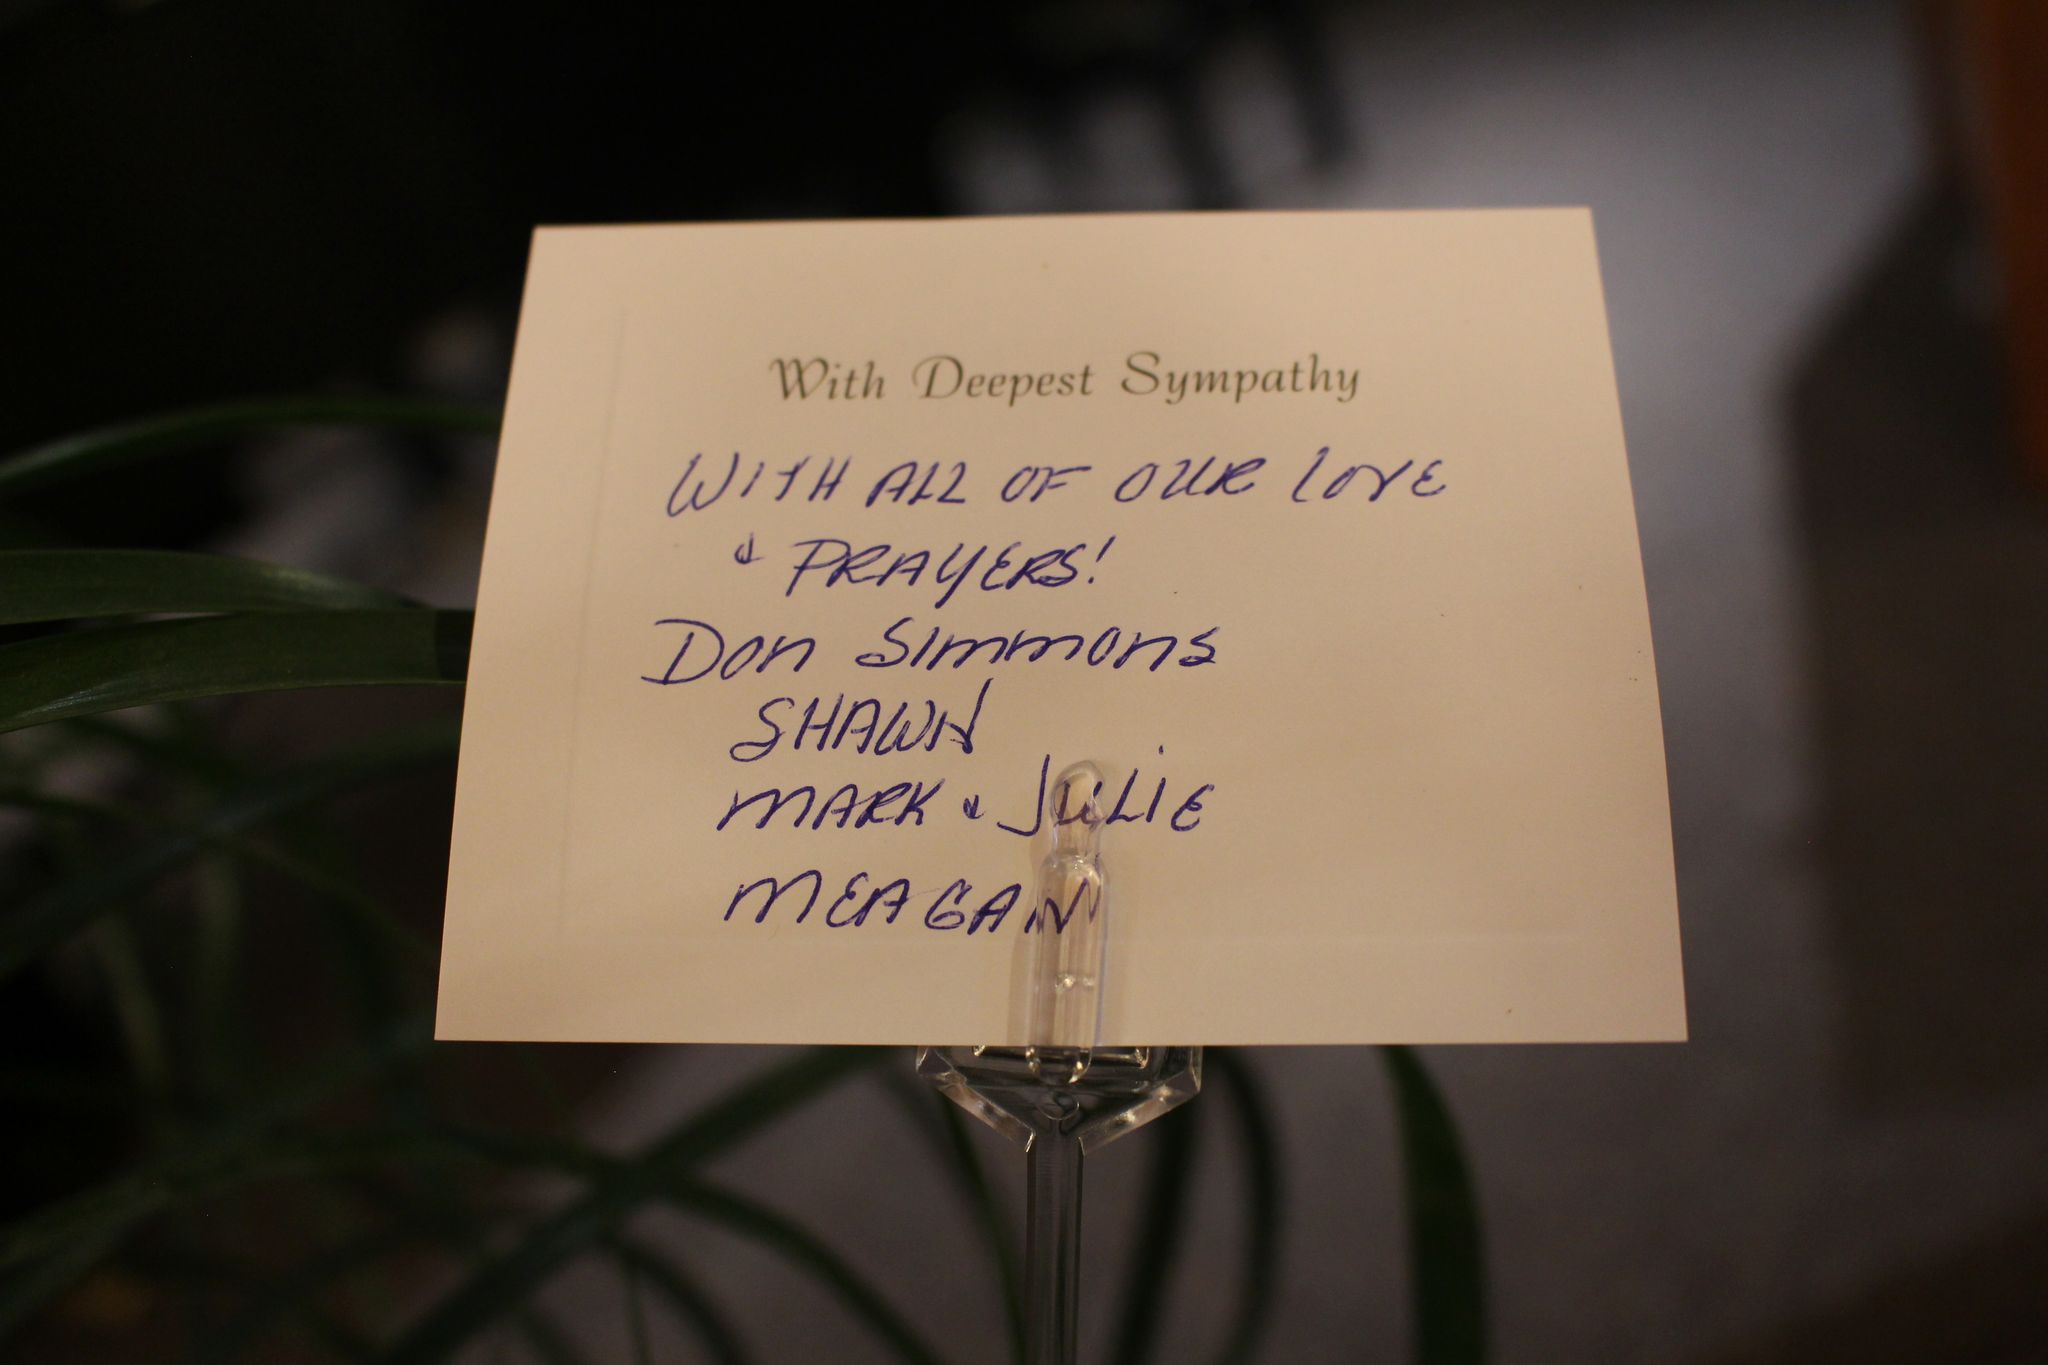 With Deepest Sympathy
WITH ALL OF OUR LOVE
& PRAYERS!
Don Simmons
SHAWN
MARK & JULIE
MEAGAN